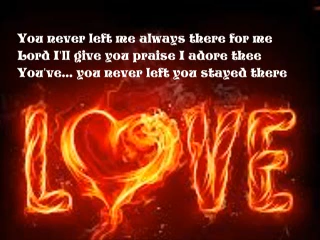 You never left me always there for me
Lord I'll give you praise I adore thee
You've... you never left you stayed there
LOVE